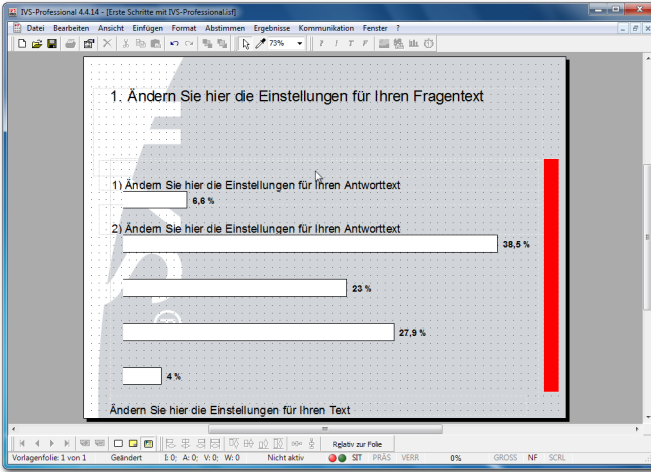 IVS-Professional 4.4.14 - [Erste Schritte mit IVS-Professional.isf]
Datei Bearbeiten Ansicht Einfügen Format Abstimmen Ergebnisse Kommunikation Fenster ?
73% ? ! T F
1. Ändern Sie hier die Einstellungen für Ihren Fragentext
1) Ändern Sie hier die Einstellungen für Ihren Antworttext
6,6 %
2) Ändern Sie hier die Einstellungen für Ihren Antworttext
38,5 %
23 %
27,9 %
4 %
Ändern Sie hier die Einstellungen für Ihren Text
Relativ zur Folie
Vorlagenfolie: 1 von 1 Geändert I: 0; A: 0; V: 0; W: 0 Nicht aktiv SIT PRÄS VERR 0% GROSS NF SCRL